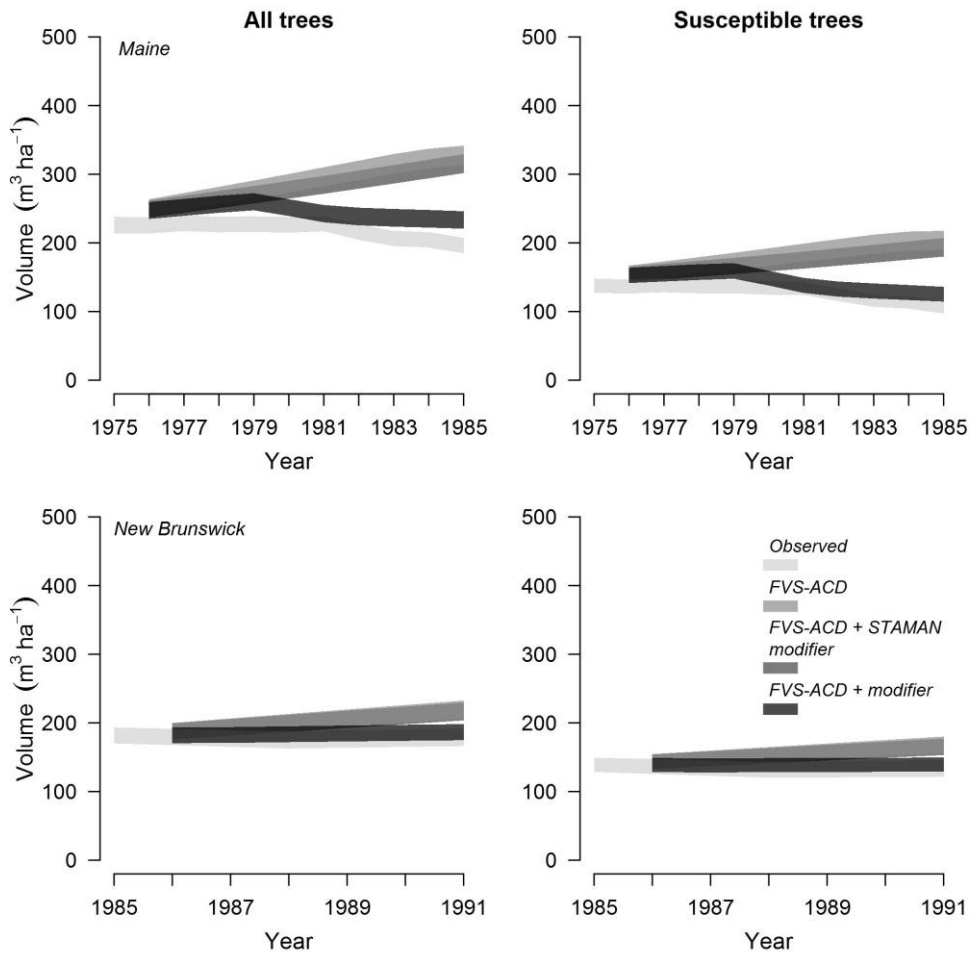 All trees
Susceptible trees
Maine
500
400
300
200
100
0
Volume (m³ ha⁻¹)
1975 1977 1979 1981 1983 1985
Year
500
400
300
200
100
0
1975 1977 1979 1981 1983 1985
Year
New Brunswick
500
400
300
200
100
0
Volume (m³ ha⁻¹)
1985 1987 1989 1991
Year
500
400
300
200
100
0
Observed
FVS-ACD
FVS-ACD + STAMAN
modifier
FVS-ACD + modifier
1985 1987 1989 1991
Year